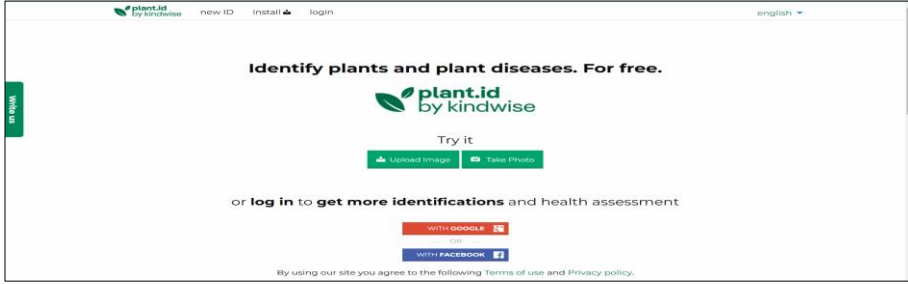 plant.id
by kindwise
new ID
install
login
english
Write us
Identify plants and plant diseases. For free.
plant.id
by kindwise
Try it
Upload Image
Take Photo
or log in to get more identifications and health assessment
WITH GOOGLE
OR
WITH FACEBOOK
By using our site you agree to the following Terms of use and Privacy policy.